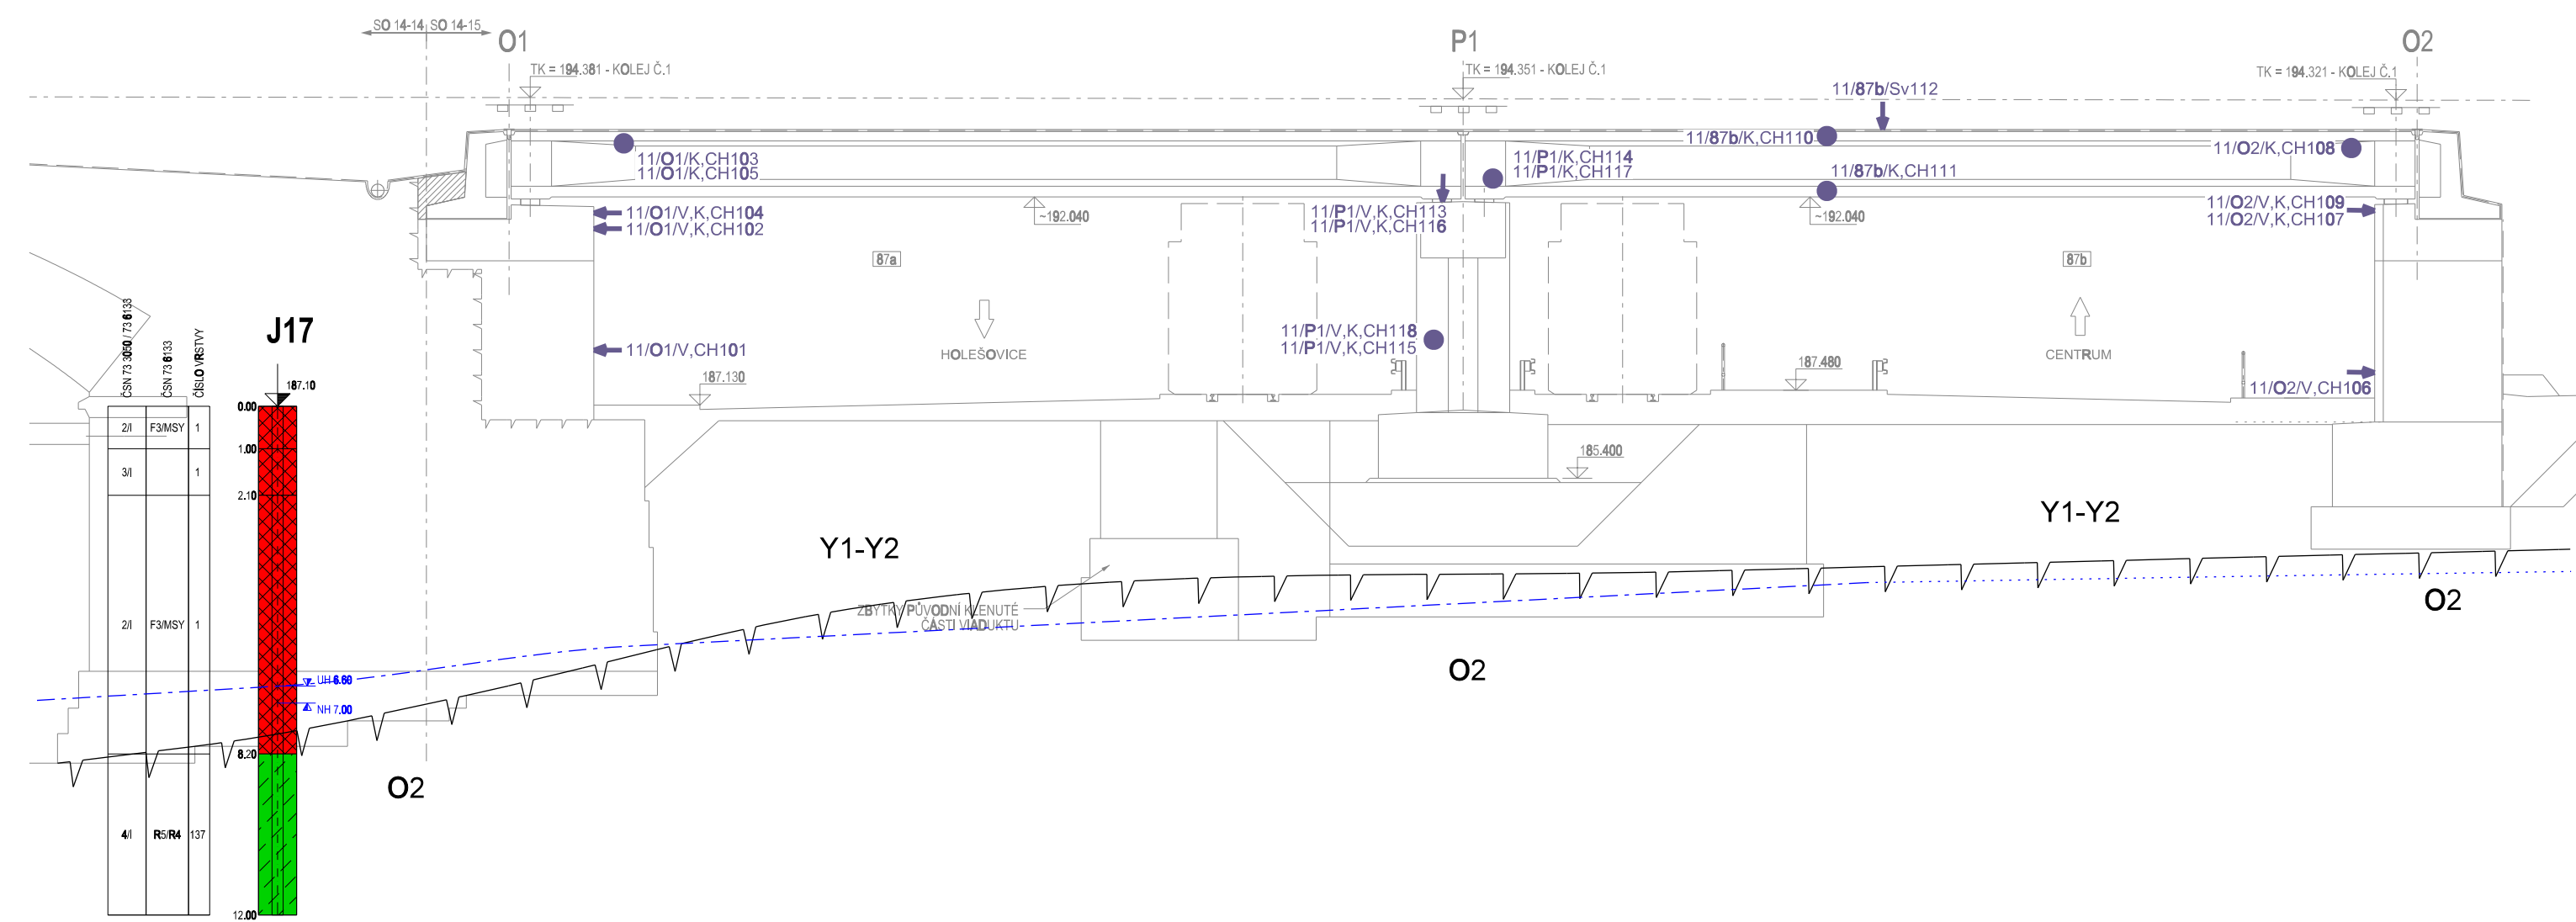 SO 14-14 SO 14-15
O1
P1
O2
TK = 194.381 - KOLEJ Č.1
TK = 194.351 - KOLEJ Č.1
TK = 194.321 - KOLEJ Č.1
11/87b/Sv112
11/87b/K,CH110
11/O2/K,CH108
11/O1/K,CH103
11/O1/K,CH105
11/P1/K,CH114
11/P1/K,CH117
11/87b/K,CH111
11/O1/V,K,CH104
11/O1/V,K,CH102
~192.040
11/P1/V,K,CH113
11/P1/V,K,CH116
~192.040
11/O2/V,K,CH109
11/O2/V,K,CH107
87a
87b
11/O1/V,CH101
HOLEŠOVICE
11/P1/V,K,CH118
11/P1/V,K,CH115
CENTRUM
187.130
187.480
11/O2/V,CH106
185.400
ČSN 73 3050 / 73 6133
ČSN 73 6133
ČÍSLO VRSTVY
J17
187.10
0.00
2/I F3/MSY 1
1.00
3/I 1
2.10
2/I F3/MSY 1
UH 6.60
NH 7.00
8.20
4/I R5/R4 137
12.00
Y1-Y2
Y1-Y2
ZBYTKY PŮVODNÍ KLENUTÉ
ČÁSTI VIADUKTU
O2
O2
O2